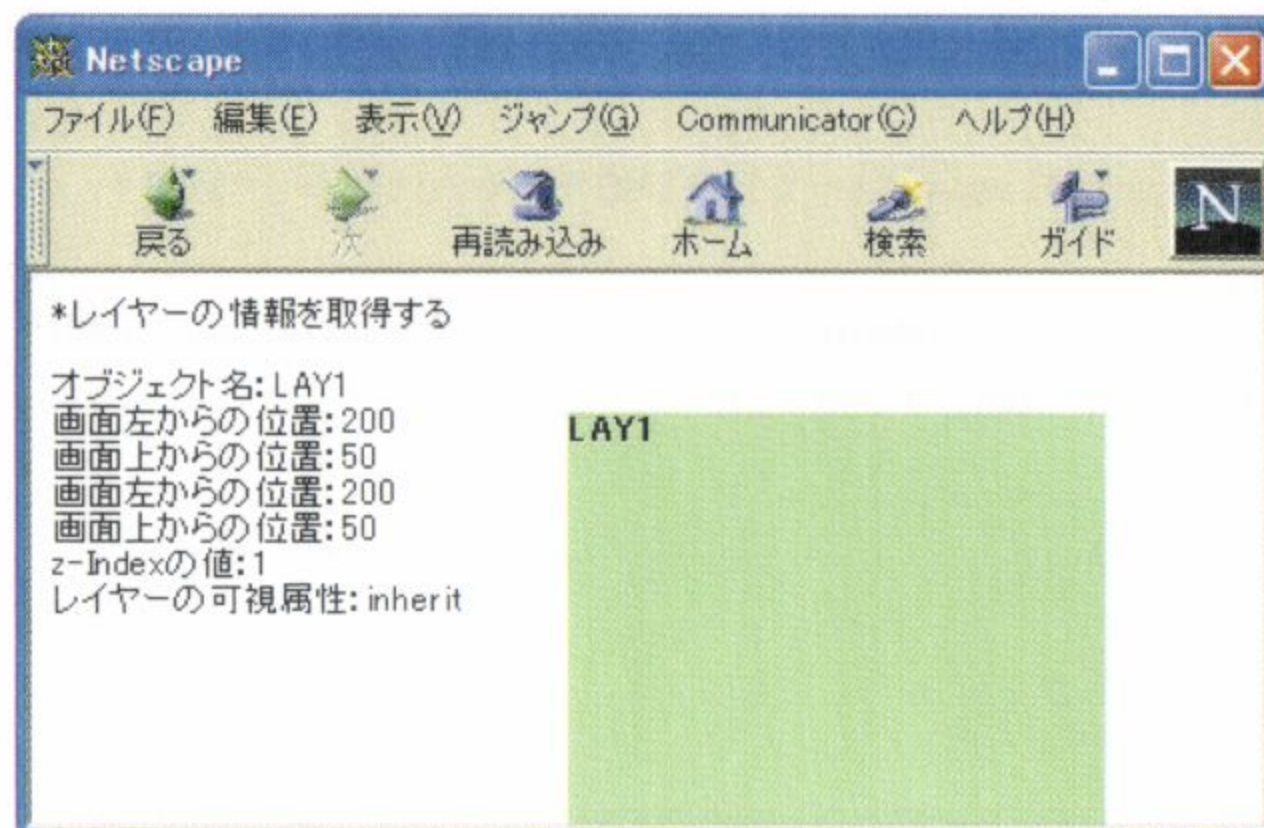 Netscape
ファイル(F) 編集(E) 表示(V) ジャンプ(G) Communicator(C) ヘルプ(H)
戻る 次 再読み込み ホーム 検索 ガイド N
*レイヤーの情報を取得する
オブジェクト名:LAY1
画面左からの位置:200
画面上からの位置:50
画面左からの位置:200
画面上からの位置:50
z-Indexの値:1
レイヤーの可視属性:inherit
LAY1